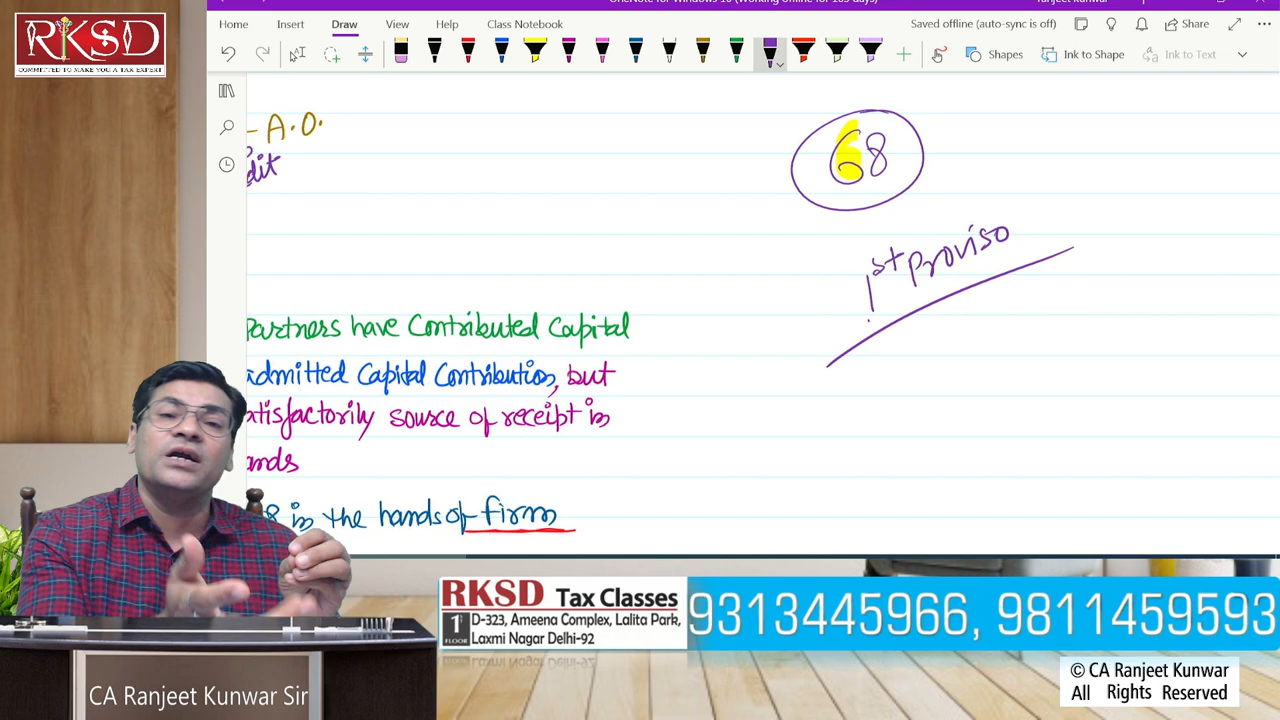 RKSD
COMMITTED TO MAKE YOU A TAX EXPERT
Home Insert Draw View Help Class Notebook
Saved offline (auto-sync is off)
Share
Shapes
Ink to Shape
Ink to Text
- A.O.
dit
68
1st Proviso
Partners have Contributed Capital
admitted Capital Contribution, but
atisfactorily source of receipt in
ands
8 in the hands of firm
RKSD Tax Classes
1st FLOOR
D-323, Ameena Complex, Lalita Park,
Laxmi Nagar Delhi-92
9313445966, 9811459593
CA Ranjeet Kunwar Sir
© CA Ranjeet Kunwar
All Rights Reserved